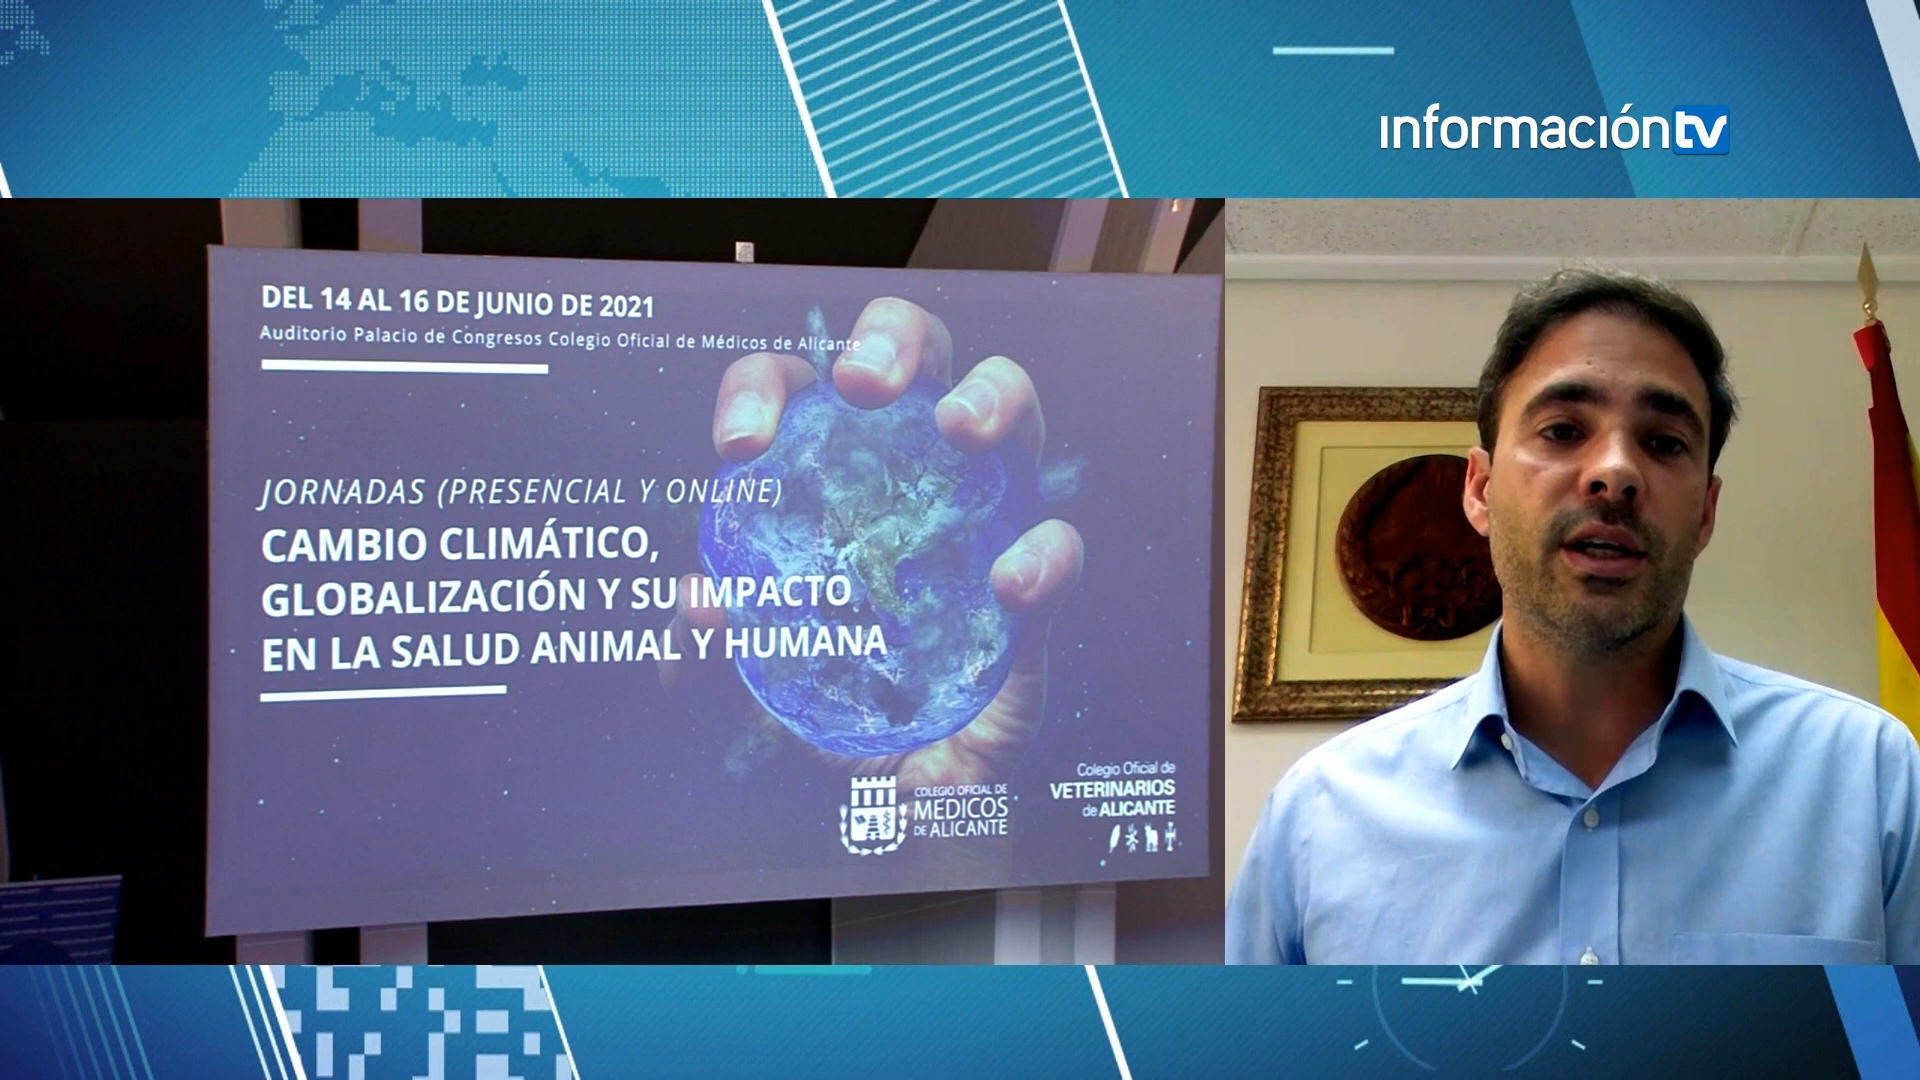 informacióntv
DEL 14 AL 16 DE JUNIO DE 2021
Auditorio Palacio de Congresos Colegio Oficial de Médicos de Alicante
JORNADAS (PRESENCIAL Y ONLINE)
CAMBIO CLIMÁTICO,
GLOBALIZACIÓN Y SU IMPACTO
EN LA SALUD ANIMAL Y HUMANA
COLEGIO OFICIAL DE
MÉDICOS
DE ALICANTE
Colegio Oficial de
VETERINARIOS
de ALICANTE